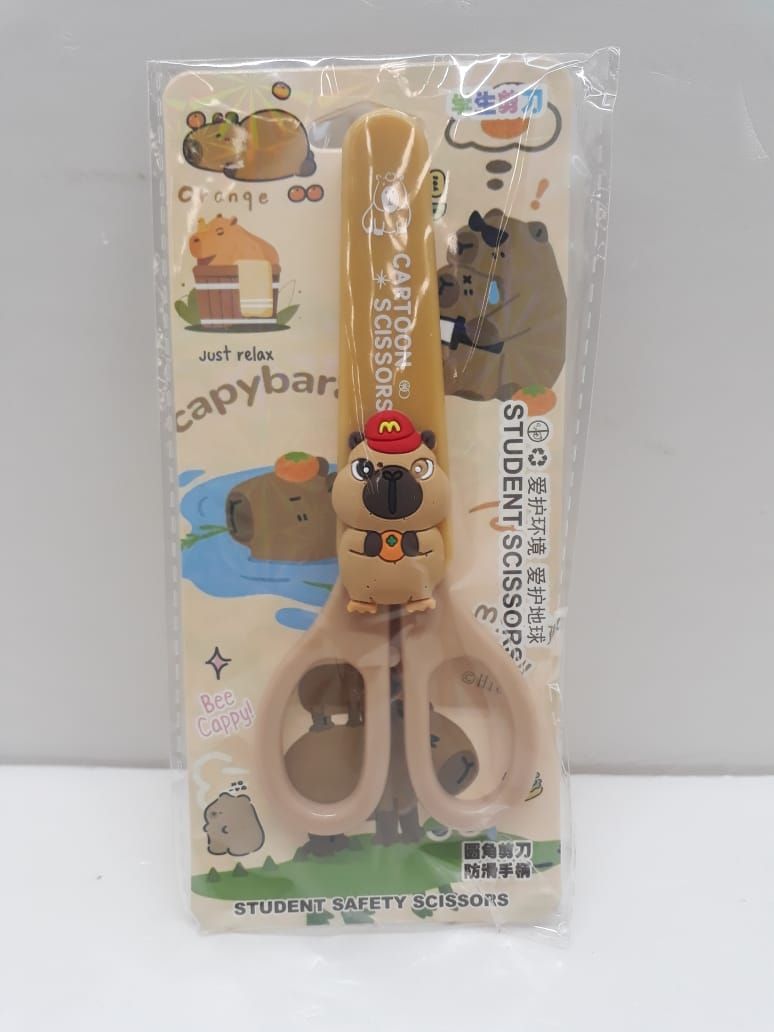 学生剪刀
orange
CARTOON
SCISSORS
Just relax
capybara
STUDENT SCISSORS
爱护环境 爱护地球
Bee
Cappy!
圆角剪刀
防滑手柄
STUDENT SAFETY SCISSORS